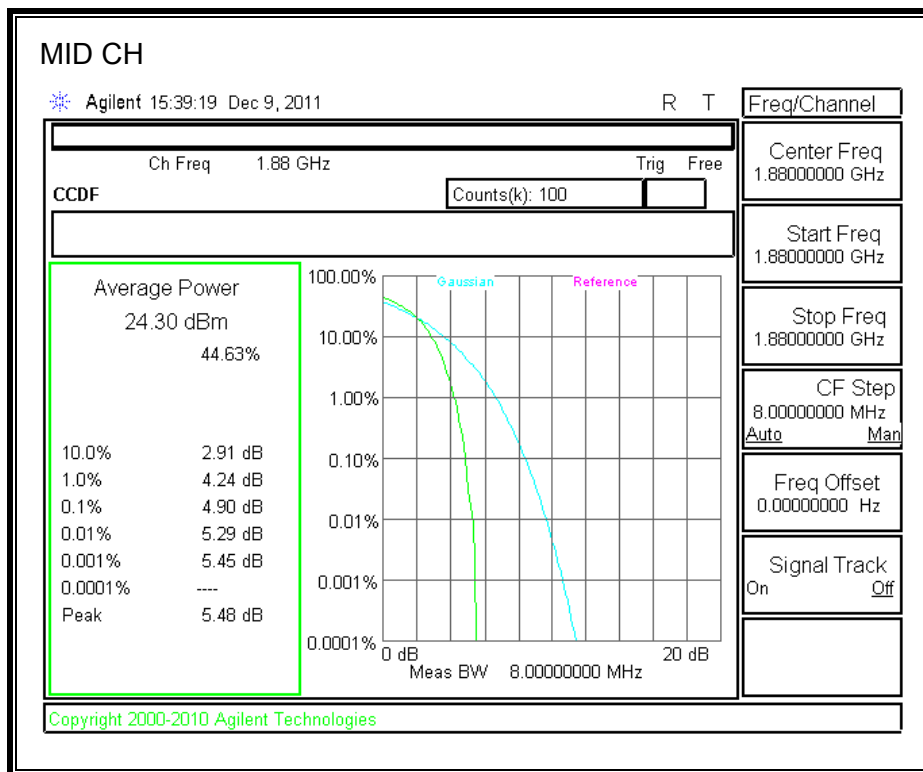 MID CH
Agilent 15:39:19 Dec 9, 2011 R T
Ch Freq 1.88 GHz Trig Free
CCDF Counts(k): 100
Average Power
24.30 dBm
44.63%
10.0% 2.91 dB
1.0% 4.24 dB
0.1% 4.90 dB
0.01% 5.29 dB
0.001% 5.45 dB
0.0001% ----
Peak 5.48 dB
Gaussian Reference
100.00%
10.00%
1.00%
0.10%
0.01%
0.001%
0.0001%
0 dB 20 dB
Meas BW 8.00000000 MHz
Freq/Channel
Center Freq
1.88000000 GHz
Start Freq
1.88000000 GHz
Stop Freq
1.88000000 GHz
CF Step
8.00000000 MHz
Auto Man
Freq Offset
0.00000000 Hz
Signal Track
On Off
Copyright 2000-2010 Agilent Technologies